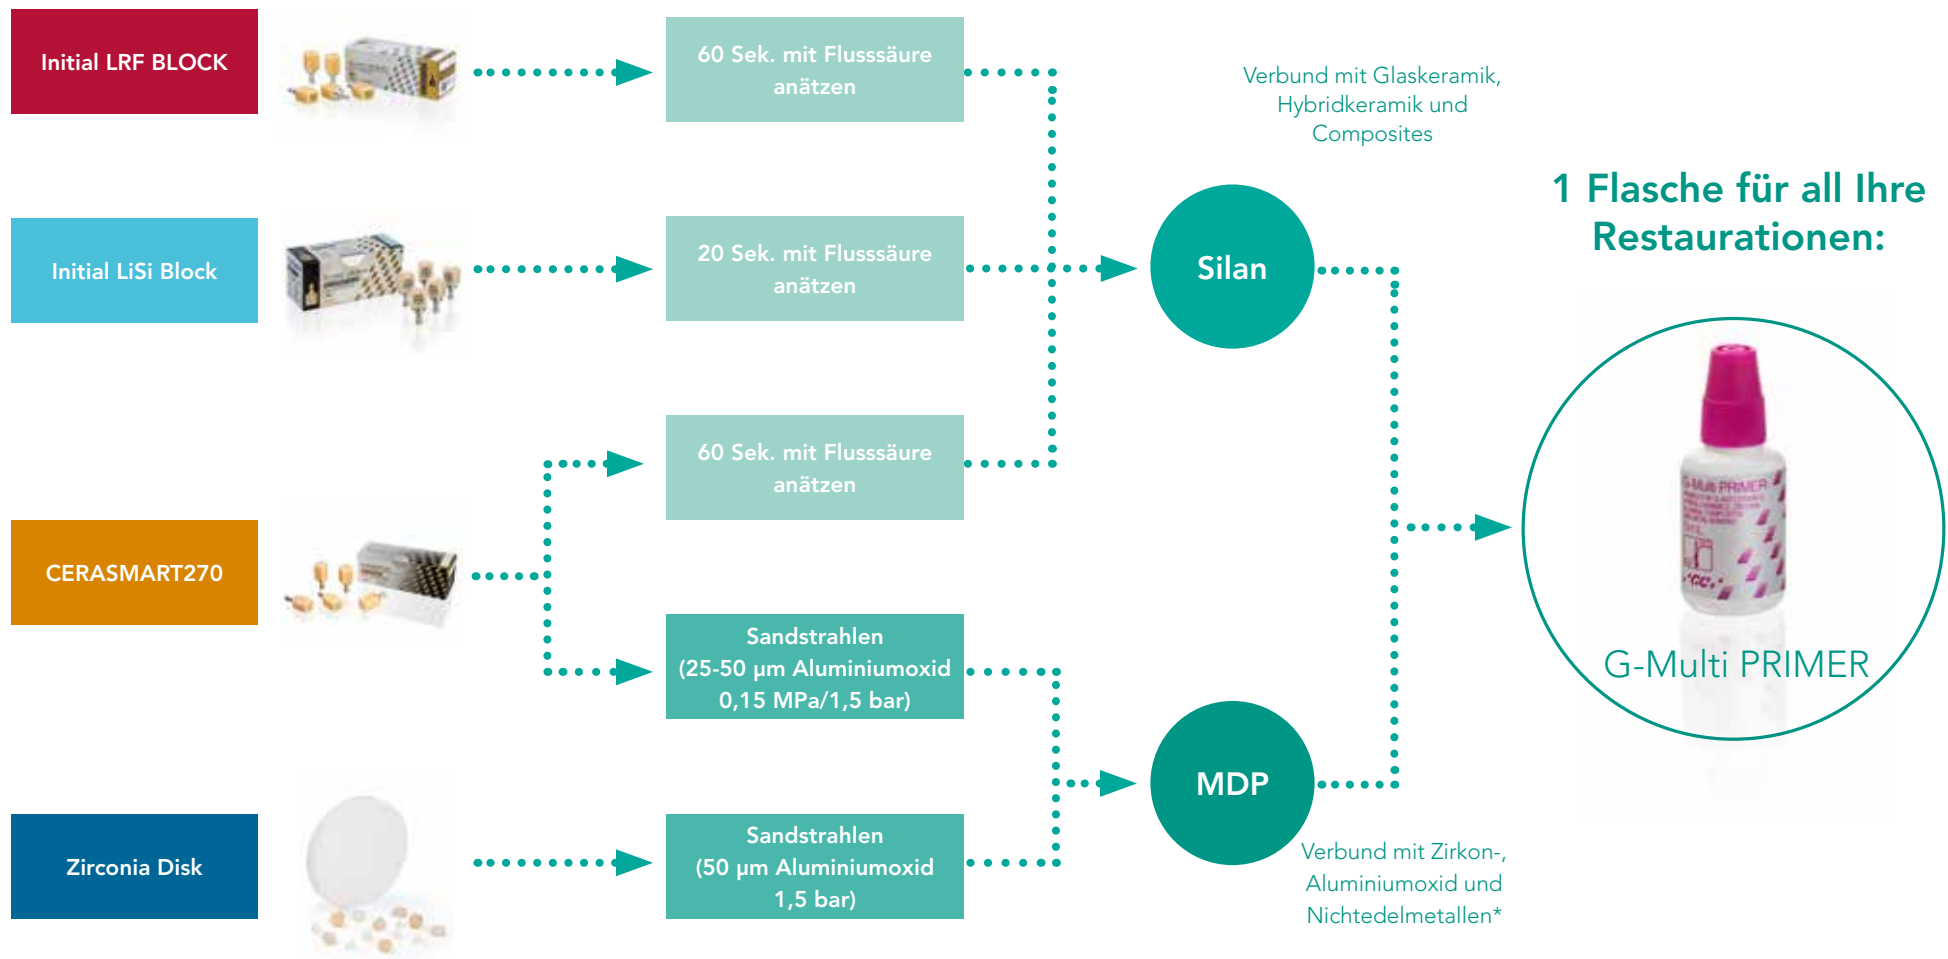 Initial LRF BLOCK
60 Sek. mit Flusssäure
anätzen
Verbund mit Glaskeramik,
Hybridkeramik und
Composites
1 Flasche für all Ihre
Restaurationen:
Initial LiSi Block
20 Sek. mit Flusssäure
anätzen
Silan
60 Sek. mit Flusssäure
anätzen
G-Multi PRIMER
GC
CERASMART270
Sandstrahlen
(25-50 µm Aluminiumoxid
0,15 MPa/1,5 bar)
G-Multi PRIMER
MDP
Zirconia Disk
Sandstrahlen
(50 µm Aluminiumoxid
1,5 bar)
Verbund mit Zirkon-,
Aluminiumoxid und
Nichtedelmetallen*